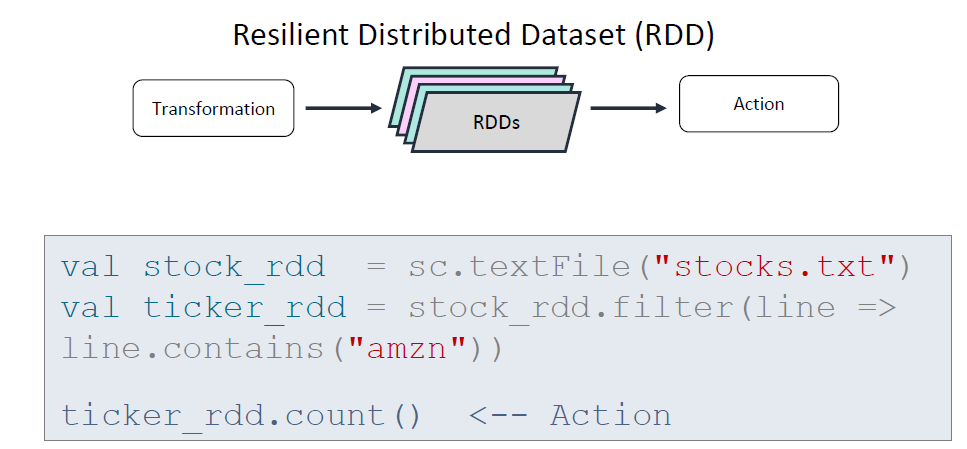 Resilient Distributed Dataset (RDD)
Transformation
RDDs
Action
val stock_rdd  = sc.textFile("stocks.txt")
val ticker_rdd = stock_rdd.filter(line =>
line.contains("amzn"))
ticker_rdd.count()  <-- Action